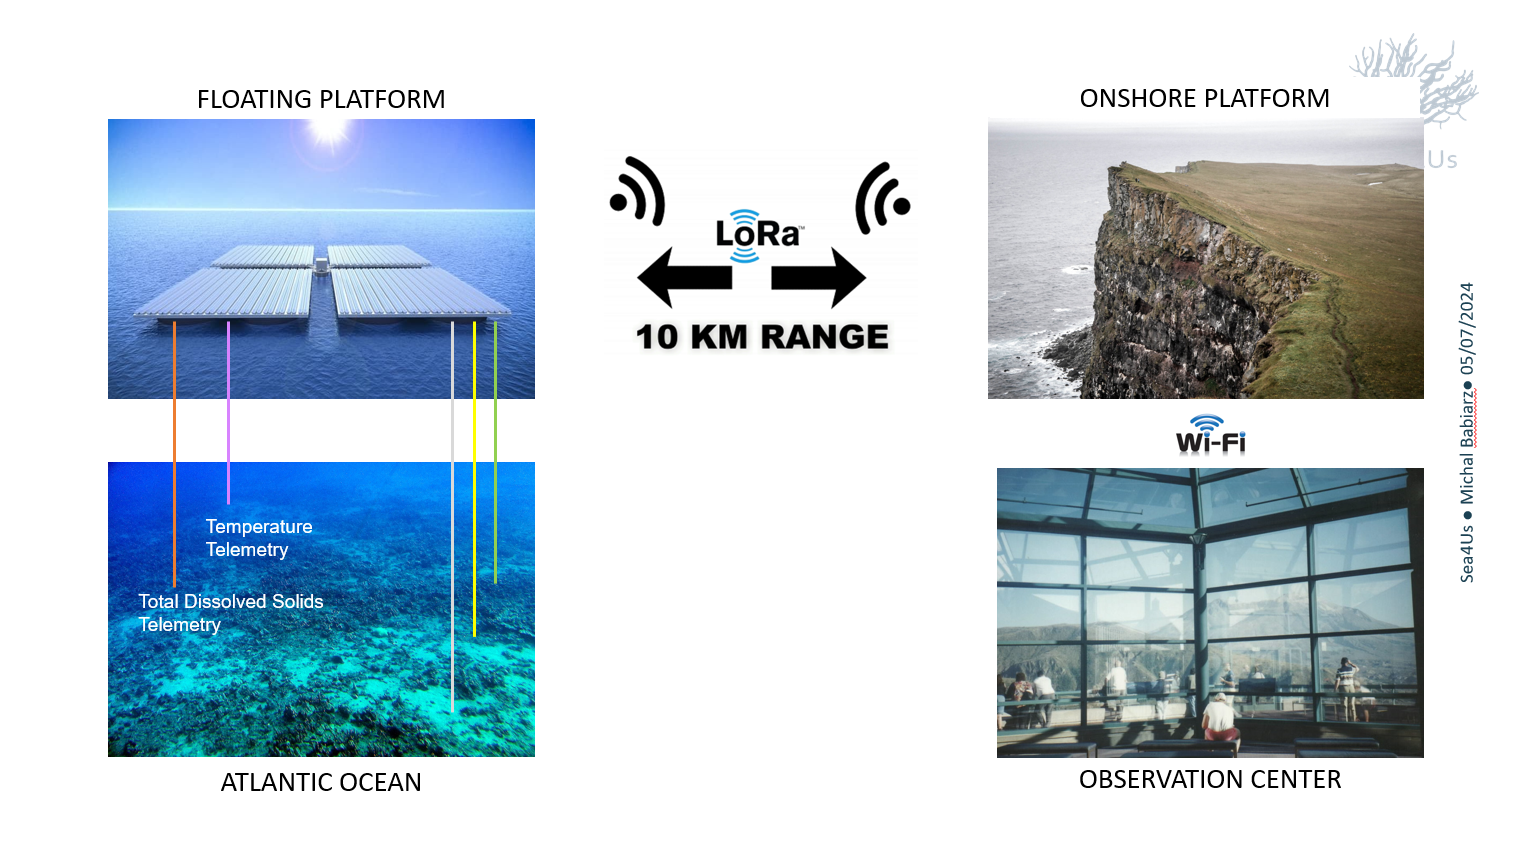 FLOATING PLATFORM
ONSHORE PLATFORM
Us
LoRa™
10 KM RANGE
Wi-Fi
Temperature
Telemetry
Total Dissolved Solids
Telemetry
ATLANTIC OCEAN
OBSERVATION CENTER
Sea4Us ● Michal Babiarz● 05/07/2024